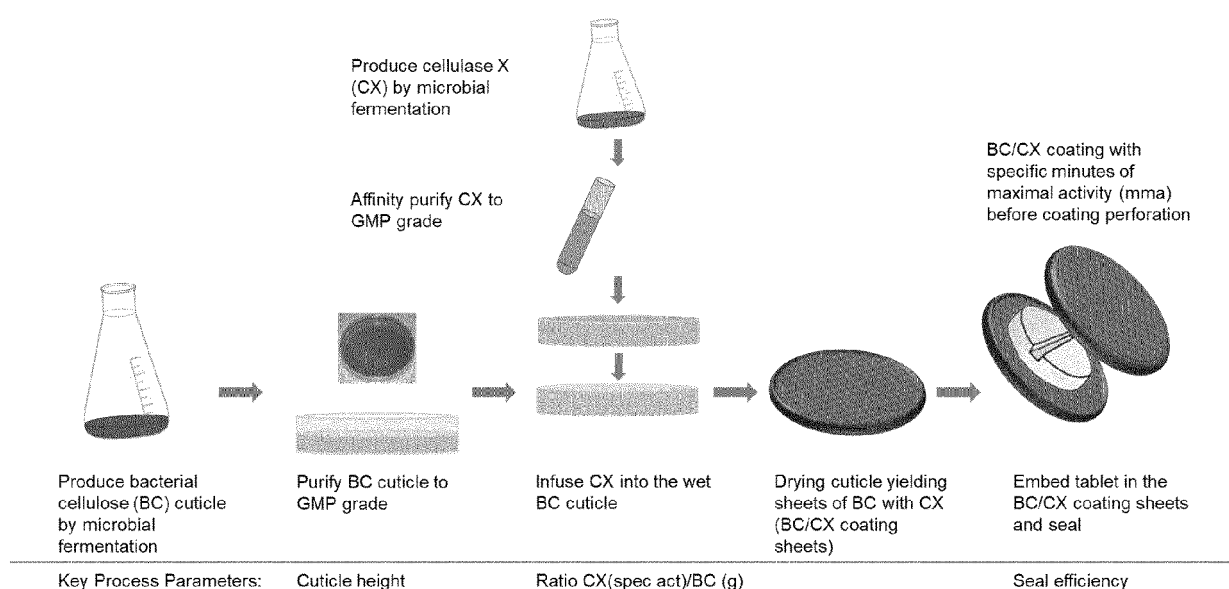 Produce cellulase X
(CX) by microbial
fermentation
Affinity purify CX to
GMP grade
BC/CX coating with
specific minutes of
maximal activity (mma)
before coating perforation
Produce bacterial
cellulose (BC) cuticle
by microbial
fermentation
Purify BC cuticle to
GMP grade
Infuse CX into the wet
BC cuticle
Drying cuticle yielding
sheets of BC with CX
(BC/CX coating
sheets)
Embed tablet in the
BC/CX coating sheets
and seal
Key Process Parameters:
Cuticle height
Ratio CX(spec act)/BC (g)
Seal efficiency